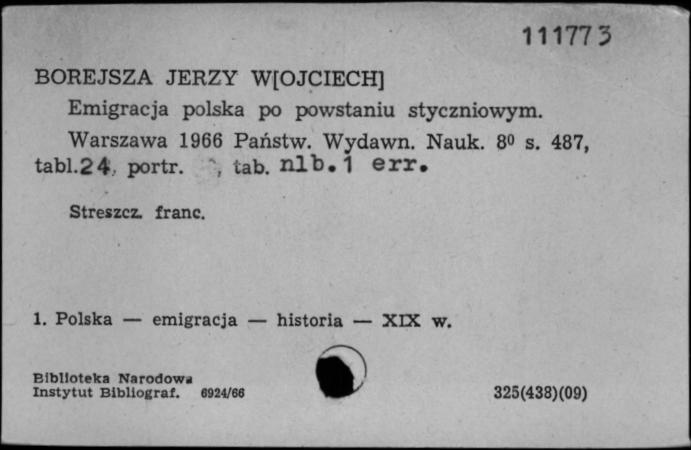 111773
BOREJSZA JERZY W[OJCIECH]
Emigracja polska po powstaniu styczniowym.
Warszawa 1966 Państw. Wydawn. Nauk. 8⁰ s. 487,
tabl.24, portr. , tab. nlb.1 err.
Streszcz. franc.
1. Polska — emigracja — historia — XIX w.
Biblioteka Narodowa
Instytut Bibliograf. 6924/66
325(438)(09)